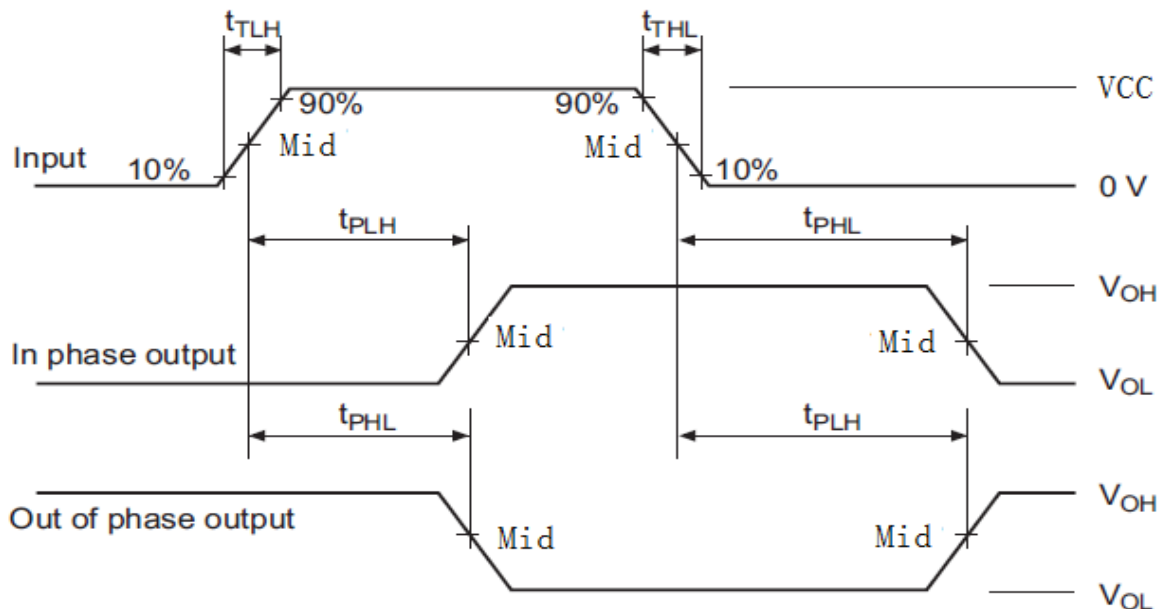 tTLH tTHL
90% 90% VCC
Input Mid Mid
10% 10% 0 V
tPLH tPHL
VOH
Mid Mid
In phase output
VOL
tPHL tPLH
VOH
Out of phase output
Mid Mid
VOL